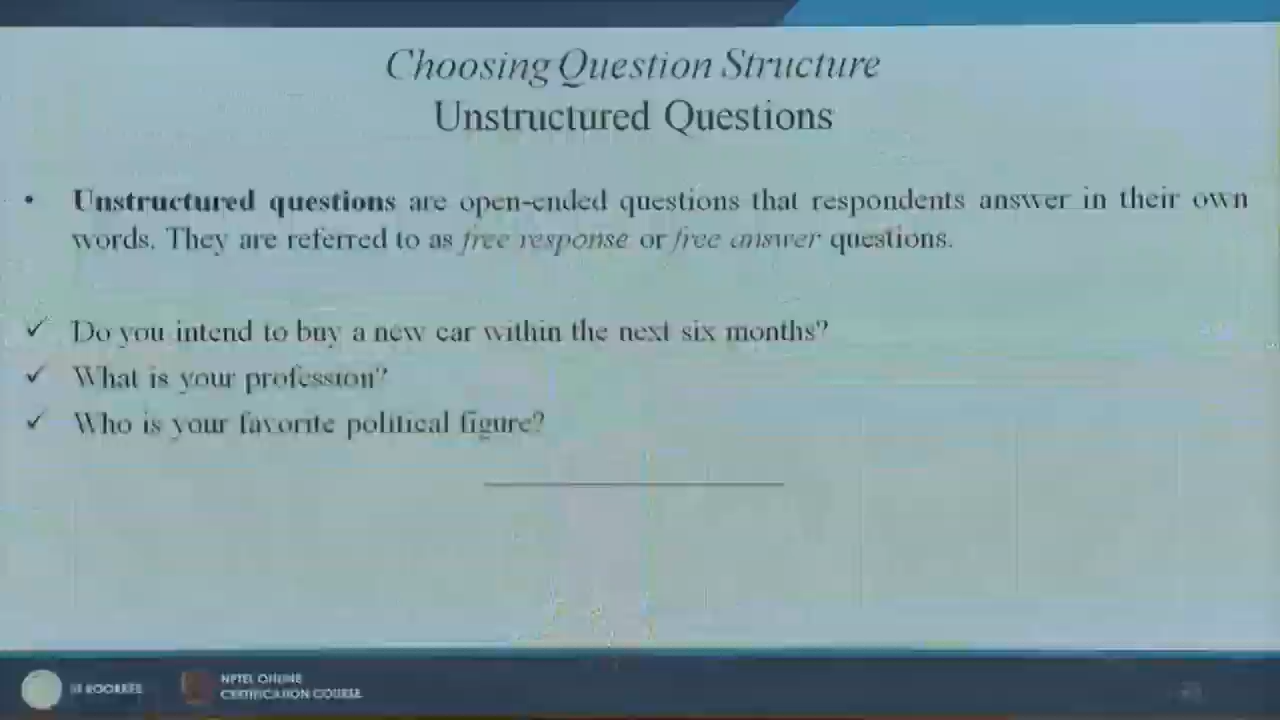 Choosing Question Structure
Unstructured Questions
• Unstructured questions are open-ended questions that respondents answer in their own
words. They are referred to as free response or free answer questions.
✓ Do you intend to buy a new car within the next six months?
✓ What is your profession?
✓ Who is your favorite political figure?
IIT ROORKEE
NPTEL ONLINE
CERTIFICATION COURSE